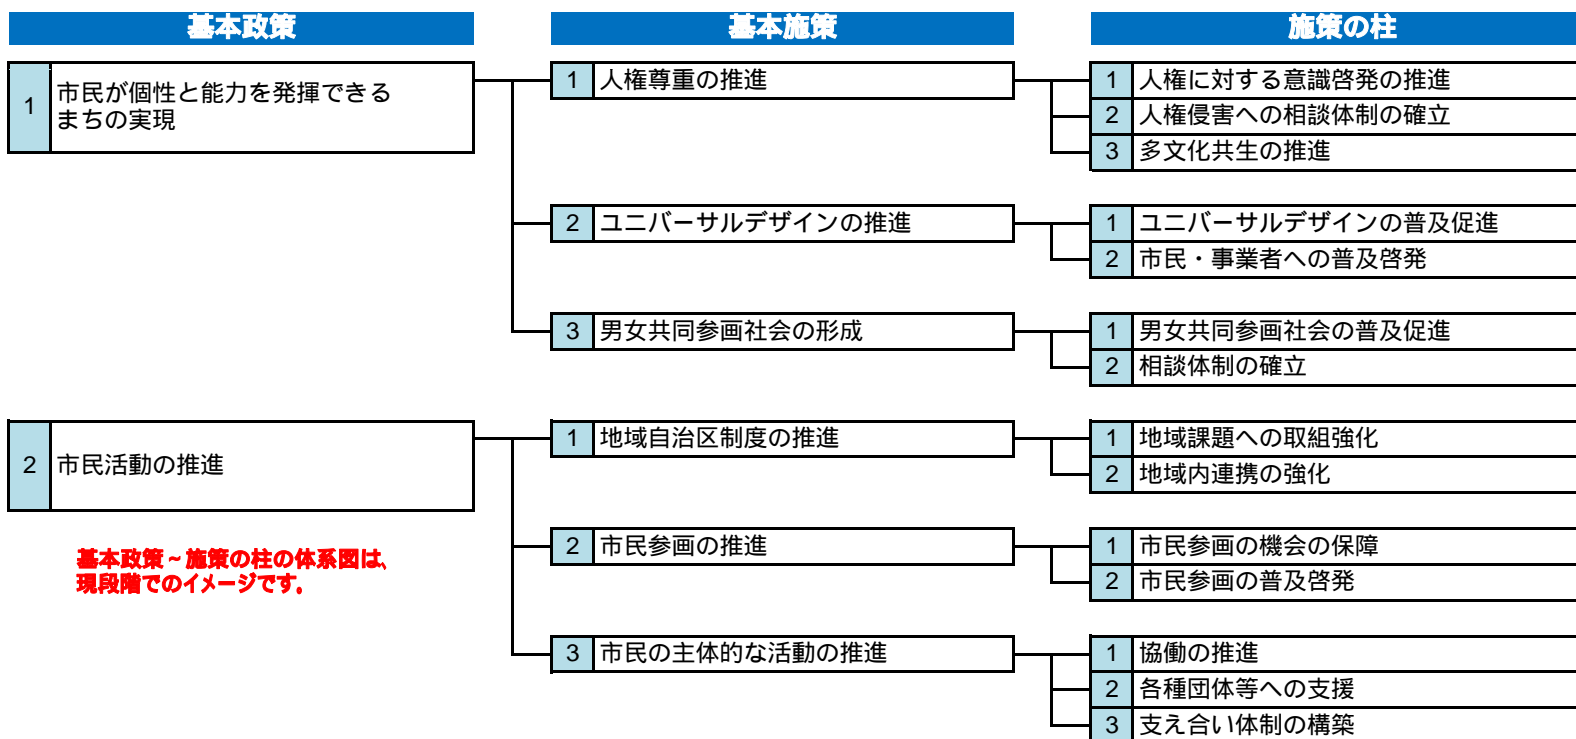 基本政策
基本施策
施策の柱
1 市民が個性と能力を発揮できる
まちの実現
1 人権尊重の推進
1 人権に対する意識啓発の推進
2 人権侵害への相談体制の確立
3 多文化共生の推進
2 ユニバーサルデザインの推進
1 ユニバーサルデザインの普及促進
2 市民・事業者への普及啓発
3 男女共同参画社会の形成
1 男女共同参画社会の普及促進
2 相談体制の確立
2 市民活動の推進
1 地域自治区制度の推進
1 地域課題への取組強化
2 地域内連携の強化
2 市民参画の推進
1 市民参画の機会の保障
2 市民参画の普及啓発
3 市民の主体的な活動の推進
1 協働の推進
2 各種団体等への支援
3 支え合い体制の構築
基本政策~施策の柱の体系図は、
現段階でのイメージです。